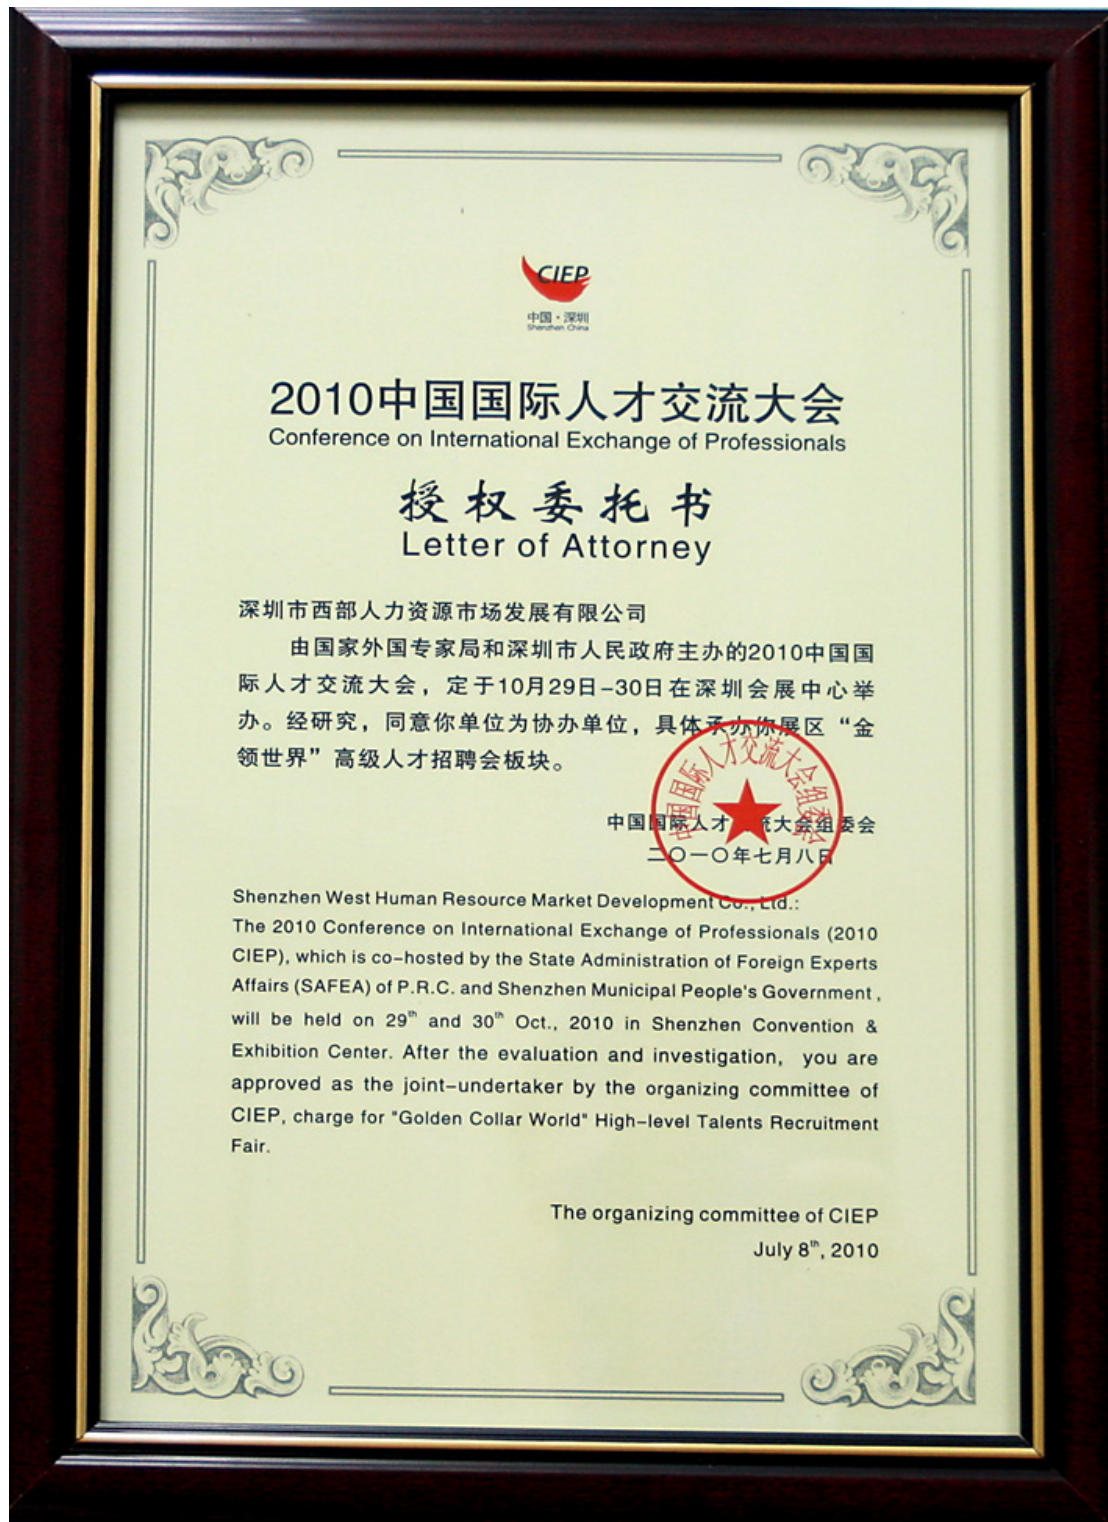 CIEP
中国·深圳
Shenzhen China
2010中国国际人才交流大会
Conference on International Exchange of Professionals
授权委托书
Letter of Attorney
深圳市西部人力资源市场发展有限公司
由国家外国专家局和深圳市人民政府主办的2010中国国
际人才交流大会，定于10月29日-30日在深圳会展中心举
办。经研究，同意你单位为协办单位，具体承办你展区“金
领世界”高级人才招聘会板块。
中国国际人才交流大会组委会
中国国际人才交流大会组委会
二〇一〇年七月八日
Shenzhen West Human Resource Market Development Co., Ltd.:
The 2010 Conference on International Exchange of Professionals (2010
CIEP), which is co-hosted by the State Administration of Foreign Experts
Affairs (SAFEA) of P.R.C. and Shenzhen Municipal People's Government ,
will be held on 29th and 30th Oct., 2010 in Shenzhen Convention &
Exhibition Center. After the evaluation and investigation, you are
approved as the joint-undertaker by the organizing committee of
CIEP, charge for "Golden Collar World" High-level Talents Recruitment
Fair.
The organizing committee of CIEP
July 8th, 2010